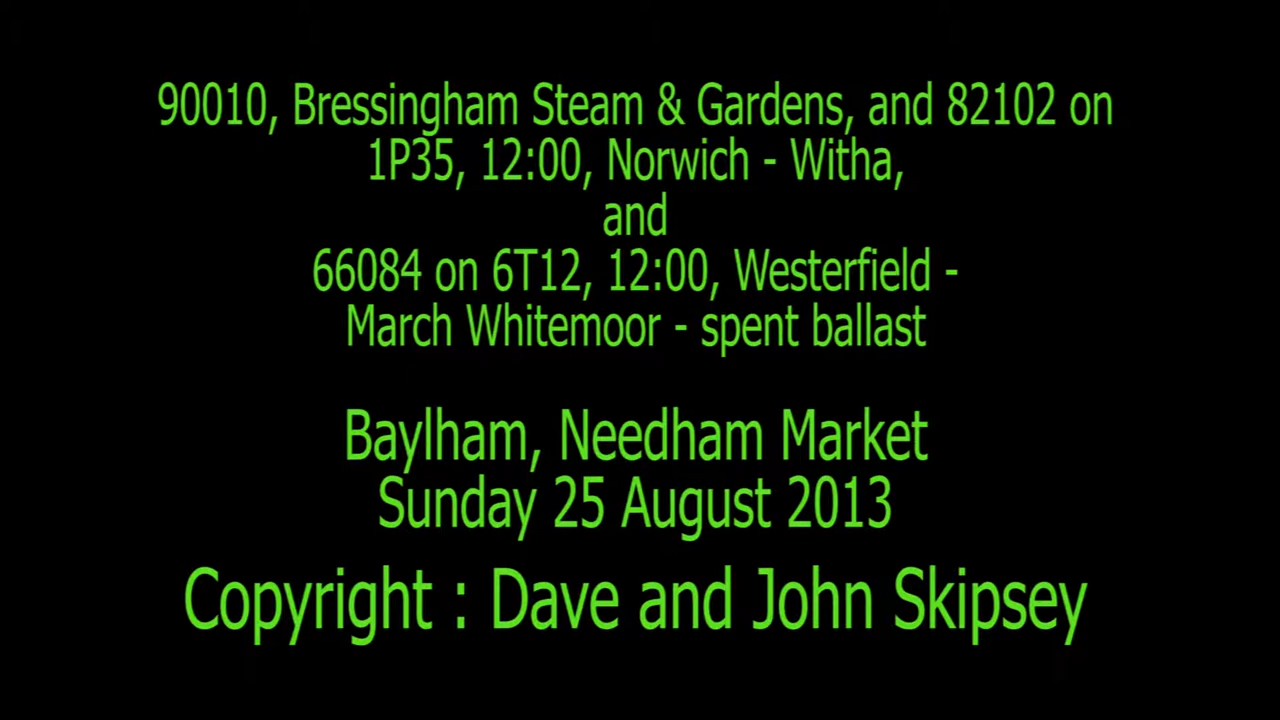 90010, Bressingham Steam & Gardens, and 82102 on
1P35, 12:00, Norwich - Witha,
and
66084 on 6T12, 12:00, Westerfield -
March Whitemoor - spent ballast
Baylham, Needham Market
Sunday 25 August 2013
Copyright : Dave and John Skipsey